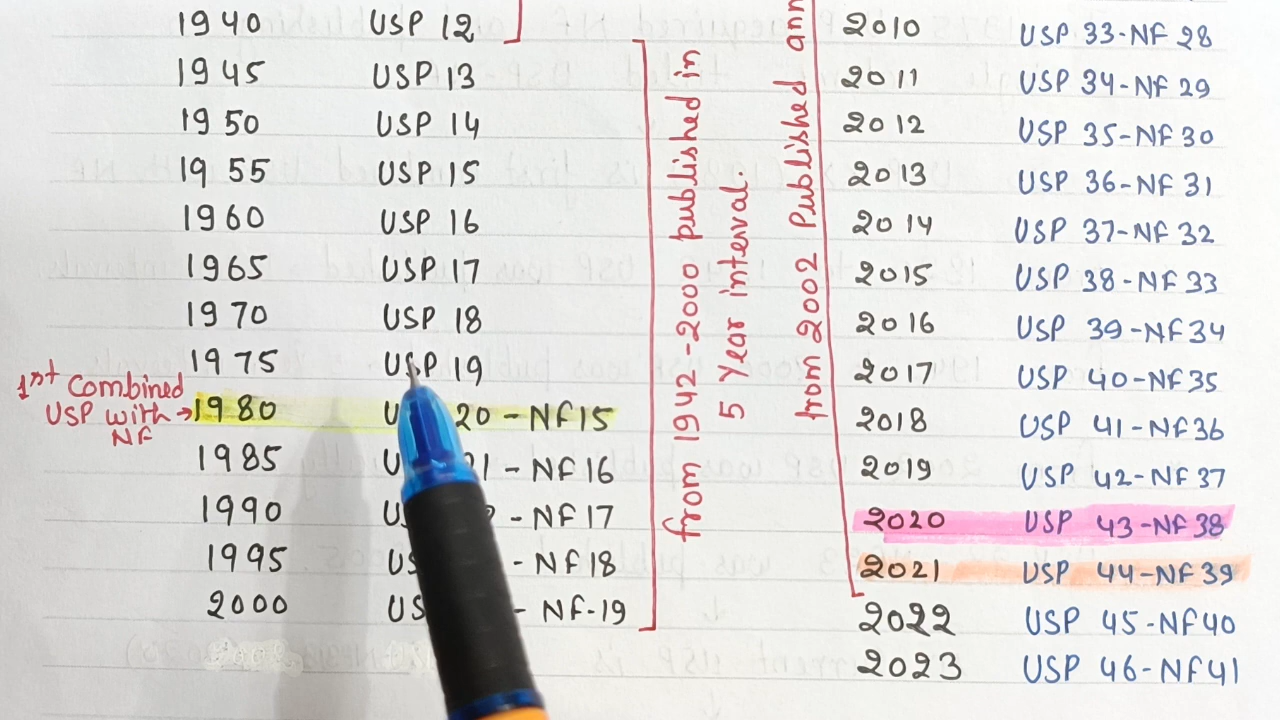 1940 USP 12
1945 USP 13
1950 USP 14
1955 USP 15
1960 USP 16
1965 USP 17
1970 USP 18
1975 USP 19
1st Combined
USP with → 1980 20 - NF15
NF
1985 - NF 16
1990 - NF 17
1995 - NF 18
2000 - NF-19
from 1942-2000 published in
5 Year interval.
from 2002 Published
2010 USP 33-NF 28
2011 USP 34-NF 29
2012 USP 35-NF 30
2013 USP 36-NF 31
2014 USP 37-NF 32
2015 USP 38-NF 33
2016 USP 39-NF 34
2017 USP 40-NF 35
2018 USP 41-NF 36
2019 USP 42-NF 37
2020 USP 43-NF 38
2021 USP 44-NF 39
2022 USP 45-NF 40
2023 USP 46-NF 41